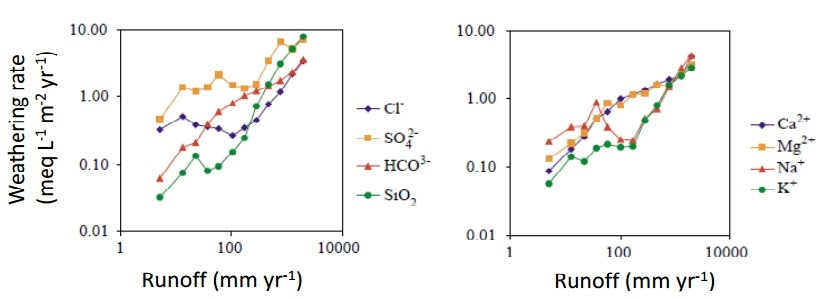 Weathering rate
(meq L⁻¹ m⁻² yr⁻¹)
10.00
1.00
0.10
0.01
1
100
10000
Runoff (mm yr⁻¹)
Cl⁻
SO₄²⁻
HCO³⁻
SiO₂
10.00
1.00
0.10
0.01
1
100
10000
Runoff (mm yr⁻¹)
Ca²⁺
Mg²⁺
Na⁺
K⁺